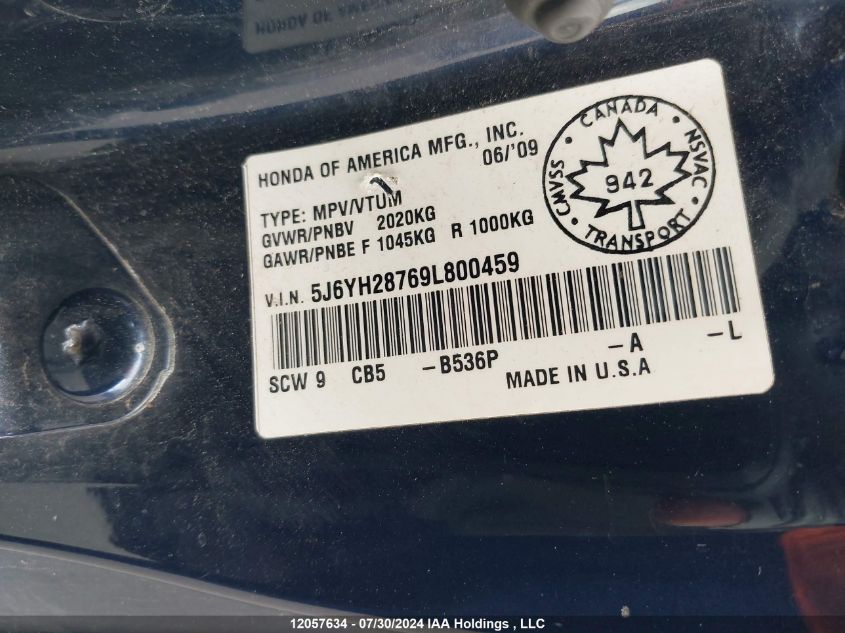 HONDA OF AMERICA MFG., INC.
06/'09
TYPE: MPV/VTUM
GVWR/PNBV 2020KG
GAWR/PNBE F 1045KG R 1000KG
V.I.N. 5J6YH28769L800459
SCW 9 CB5 -B536P -A -L
MADE IN U.S.A
CANADA
CMVSS 942 NSVAC
TRANSPORT
12057634 - 07/30/2024 IAA Holdings , LLC